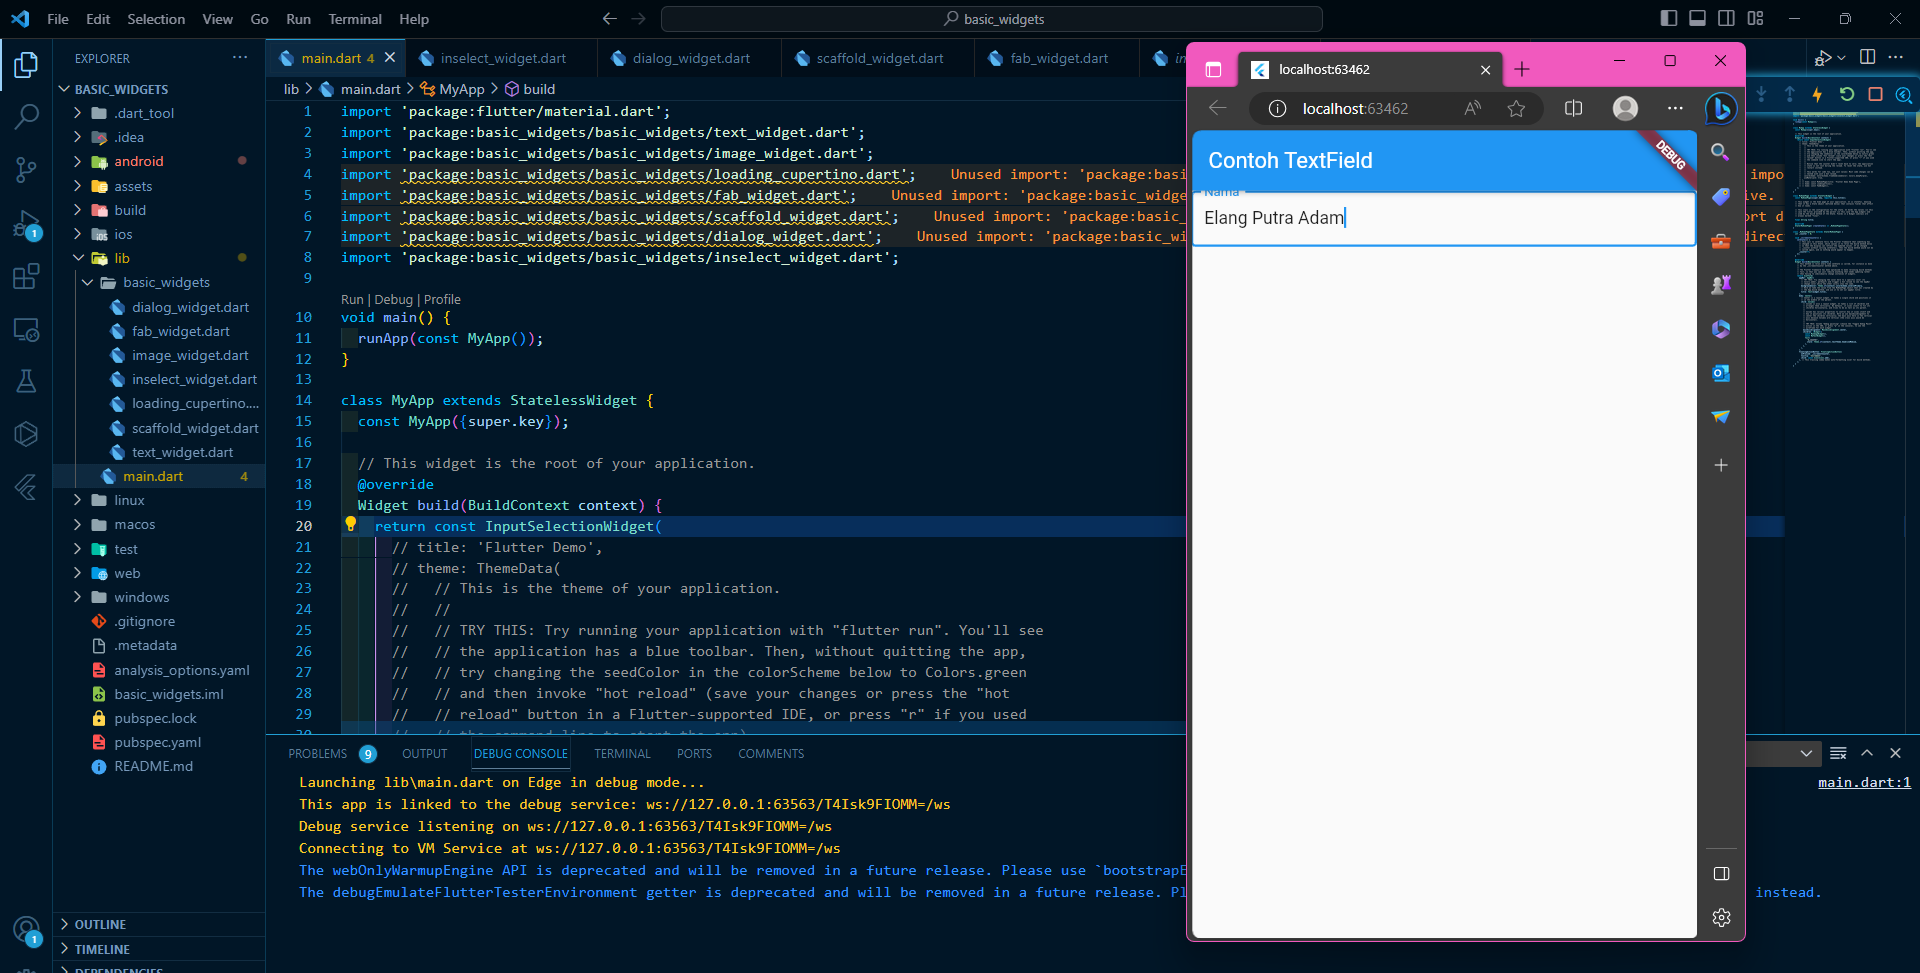 File Edit Selection View Go Run Terminal Help
basic_widgets
EXPLORER
BASIC_WIDGETS
.dart_tool
.idea
android
assets
build
ios
lib
basic_widgets
dialog_widget.dart
fab_widget.dart
image_widget.dart
inselect_widget.dart
loading_cupertino....
scaffold_widget.dart
text_widget.dart
main.dart 4
linux
macos
test
web
windows
.gitignore
.metadata
analysis_options.yaml
basic_widgets.iml
pubspec.lock
pubspec.yaml
README.md
OUTLINE
TIMELINE
DEPENDENCIES
1
1
main.dart 4 inselect_widget.dart dialog_widget.dart scaffold_widget.dart fab_widget.dart in
lib > main.dart > MyApp > build
1 import 'package:flutter/material.dart';
2 import 'package:basic_widgets/basic_widgets/text_widget.dart';
3 import 'package:basic_widgets/basic_widgets/image_widget.dart';
4 import 'package:basic_widgets/basic_widgets/loading_cupertino.dart'; Unused import: 'package:bas impo
5 import 'package:basic_widgets/basic_widgets/fab_widget.dart'; Unused import: 'package:basic_widge ive.
6 import 'package:basic_widgets/basic_widgets/scaffold_widget.dart'; Unused import: 'package:basic_ rt d
7 import 'package:basic_widgets/basic_widgets/dialog_widget.dart'; Unused import: 'package:basic_wi direc
8 import 'package:basic_widgets/basic_widgets/inselect_widget.dart';
9
Run | Debug | Profile
10 void main() {
11 runApp(const MyApp());
12 }
13
14 class MyApp extends StatelessWidget {
15 const MyApp({super.key});
16
17 // This widget is the root of your application.
18 @override
19 Widget build(BuildContext context) {
20 return const InputSelectionWidget(
21 // title: 'Flutter Demo',
22 // theme: ThemeData(
23 // // This is the theme of your application.
24 // //
25 // // TRY THIS: Try running your application with "flutter run". You'll see
26 // // the application has a blue toolbar. Then, without quitting the app,
27 // // try changing the seedColor in the colorScheme below to Colors.green
28 // // and then invoke "hot reload" (save your changes or press the "hot
29 // // reload" button in a Flutter-supported IDE, or press "r" if you used
30 // // the command line to start the app)
PROBLEMS 9 OUTPUT DEBUG CONSOLE TERMINAL PORTS COMMENTS
Launching lib\main.dart on Edge in debug mode...
main.dart:1
This app is linked to the debug service: ws://127.0.0.1:63563/T4Isk9FIOMM=/ws
Debug service listening on ws://127.0.0.1:63563/T4Isk9FIOMM=/ws
Connecting to VM Service at ws://127.0.0.1:63563/T4Isk9FIOMM=/ws
The webOnlyWarmupEngine API is deprecated and will be removed in a future release. Please use `bootstrapE
The debugEmulateFlutterTesterEnvironment getter is deprecated and will be removed in a future release. Pl instead.
localhost:63462
localhost:63462
Contoh TextField
DEBUG
Nama
Elang Putra Adam